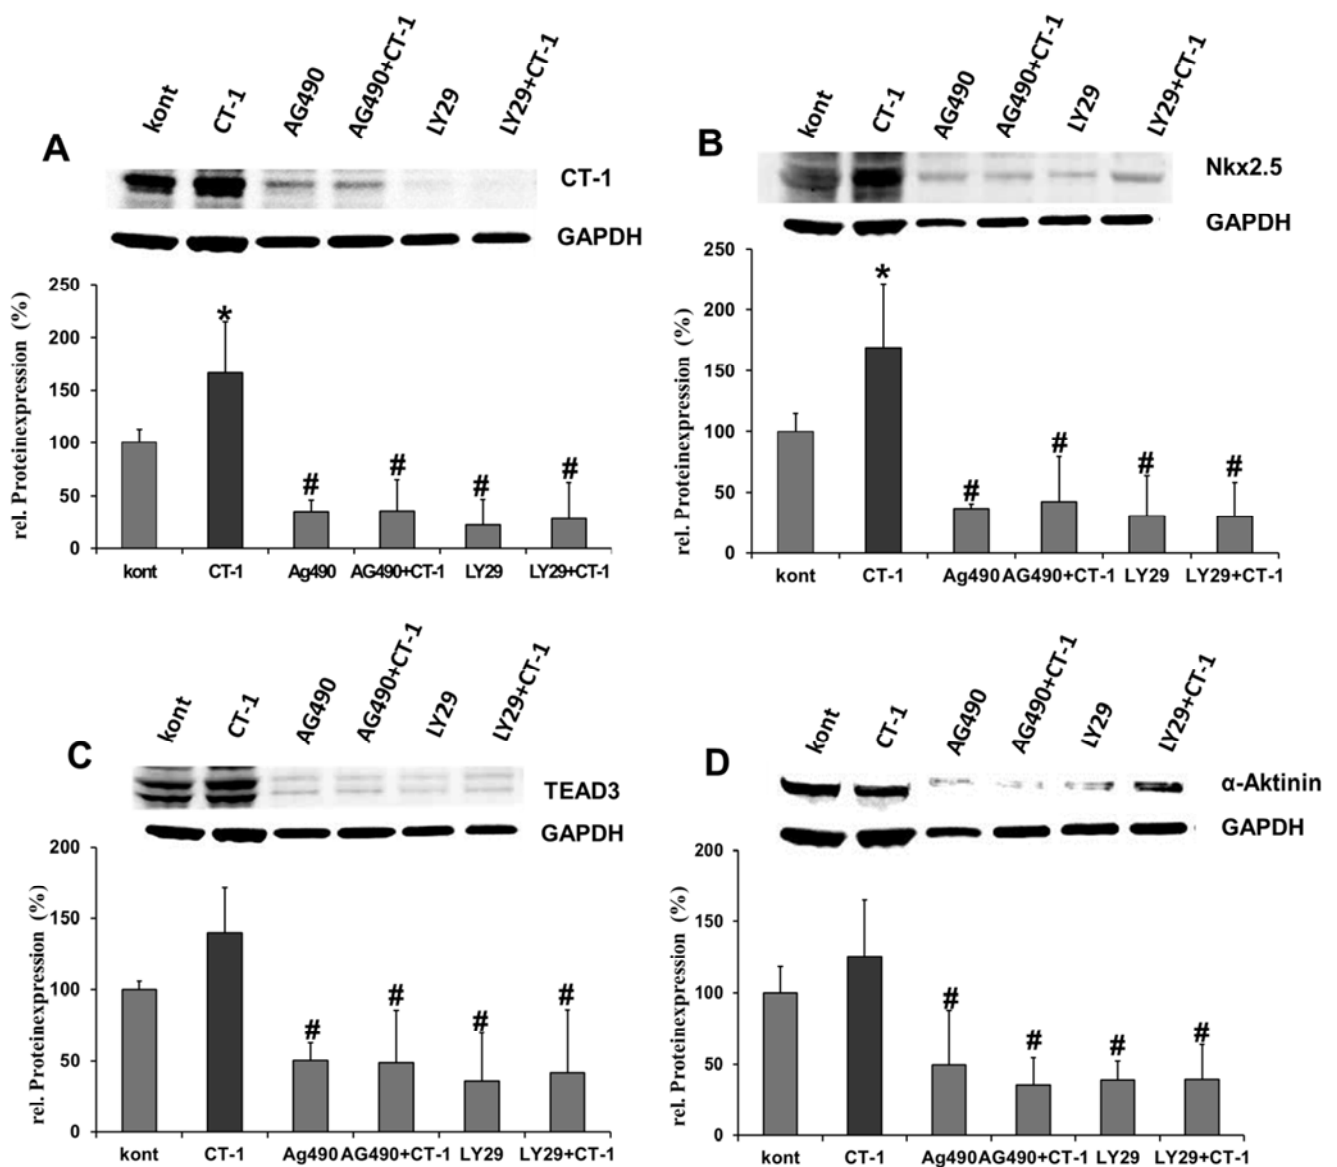 kont CT-1 AG490 AG490+CT-1 LY29 LY29+CT-1
A
CT-1
GAPDH
rel. Proteinexpression (%)
250
200
150
100
50
0
*
#
#
#
#
kont CT-1 Ag490 AG490+CT-1 LY29 LY29+CT-1
kont CT-1 AG490 AG490+CT-1 LY29 LY29+CT-1
B
Nkx2.5
GAPDH
rel. Proteinexpression (%)
250
200
150
100
50
0
*
#
#
#
#
kont CT-1 Ag490 AG490+CT-1 LY29 LY29+CT-1
kont CT-1 AG490 AG490+CT-1 LY29 LY29+CT-1
C
TEAD3
GAPDH
rel. Proteinexpression (%)
200
150
100
50
0
#
#
#
#
kont CT-1 Ag490 AG490+CT-1 LY29 LY29+CT-1
kont CT-1 AG490 AG490+CT-1 LY29 LY29+CT-1
D
α-Aktinin
GAPDH
rel. Proteinexpression (%)
200
150
100
50
0
#
#
#
#
kont CT-1 Ag490 AG490+CT-1 LY29 LY29+CT-1